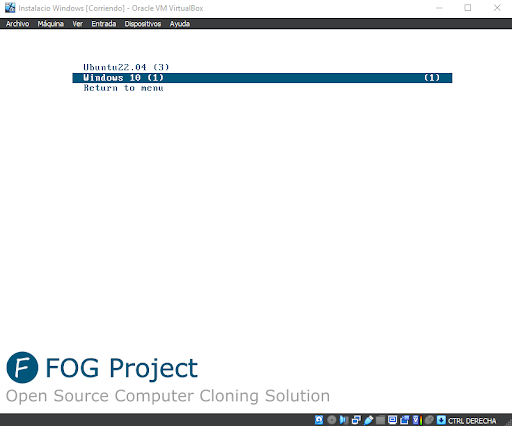 Instalacio Windows [Corriendo] - Oracle VM VirtualBox
Archivo Máquina Ver Entrada Dispositivos Ayuda
Ubuntu22.04 (3)
Windows 10 (1) (1)
Return to menu
F FOG Project
Open Source Computer Cloning Solution
CTRL DERECHA